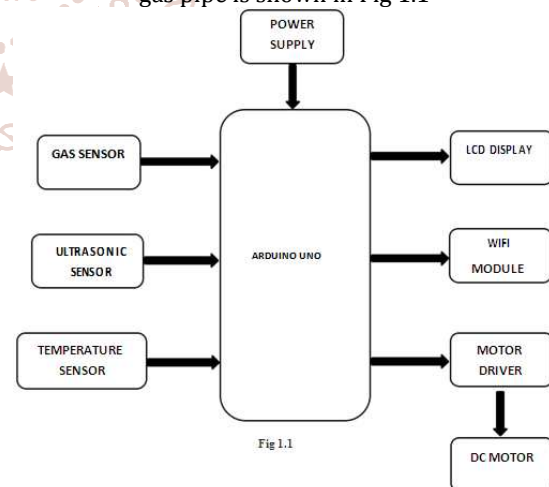 gas pipe is shown in Fig 1.1
POWER
SUPPLY
GAS SENSOR
ULTRASONIC
SENSOR
TEMPERATURE
SENSOR
ARDUINO UNO
LCD DISPLAY
WIFI
MODULE
MOTOR
DRIVER
DC MOTOR
Fig 1.1